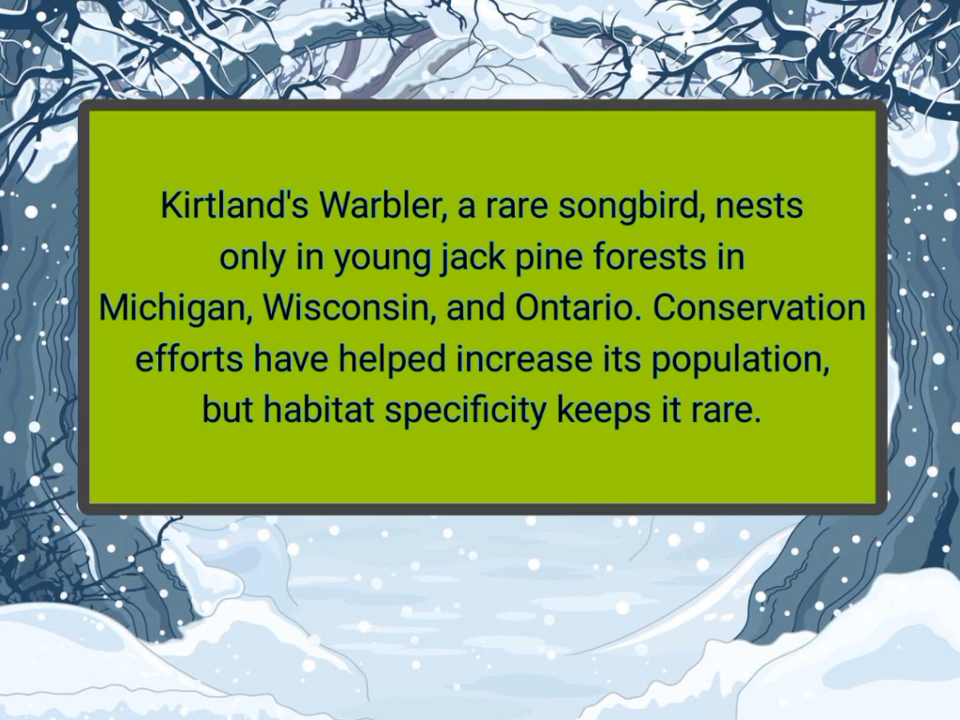 Kirtland's Warbler, a rare songbird, nests
only in young jack pine forests in
Michigan, Wisconsin, and Ontario. Conservation
efforts have helped increase its population,
but habitat specificity keeps it rare.